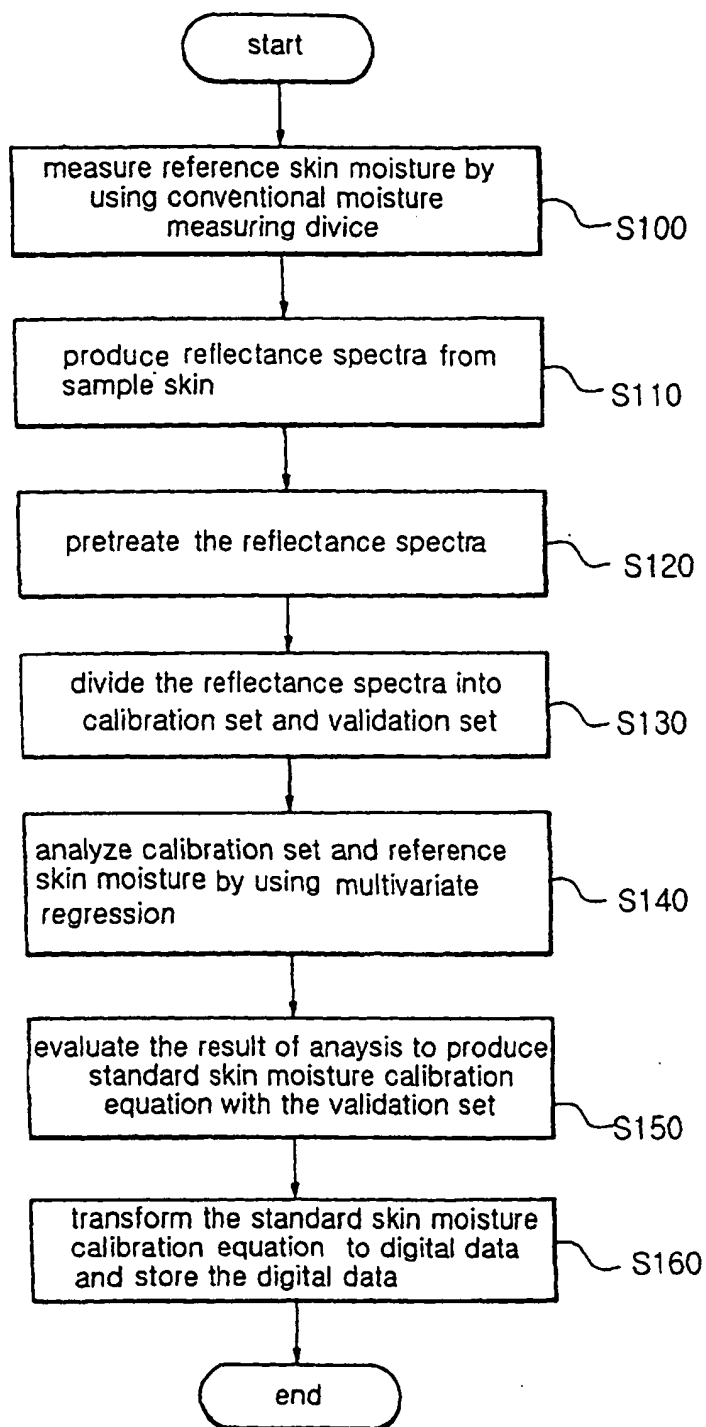 start
measure reference skin moisture by
using conventional moisture
measuring divice
S100
produce reflectance spectra from
sample skin
S110
pretreate the reflectance spectra
S120
divide the reflectance spectra into
calibration set and validation set
S130
analyze calibration set and reference
skin moisture by using multivariate
regression
S140
evaluate the result of anaysis to produce
standard skin moisture calibration
equation with the validation set
S150
transform the standard skin moisture
calibration equation to digital data
and store the digital data
S160
end